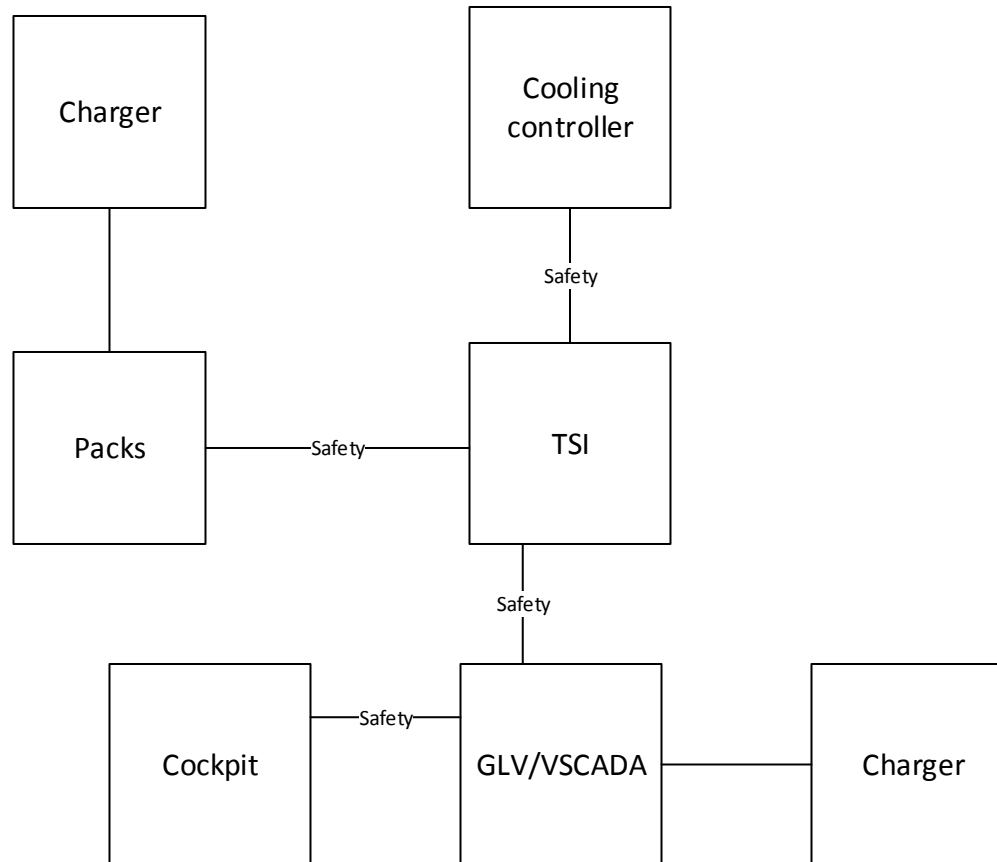 Charger
Cooling
controller
Safety
Packs
Safety
TSI
Safety
Cockpit
Safety
GLV/VSCADA
Charger